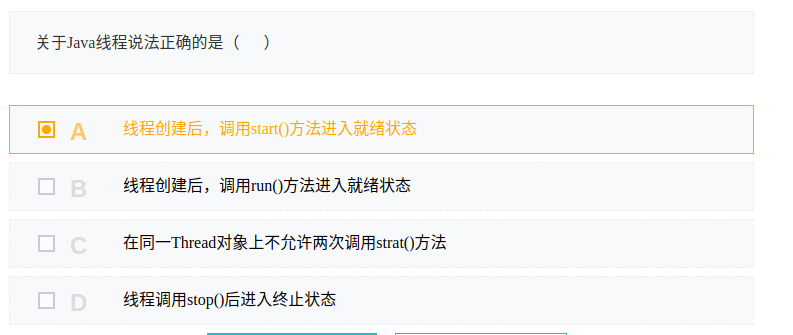 关于Java线程说法正确的是（ ）
A 线程创建后，调用start()方法进入就绪状态
B 线程创建后，调用run()方法进入就绪状态
C 在同一Thread对象上不允许两次调用strat()方法
D 线程调用stop()后进入终止状态